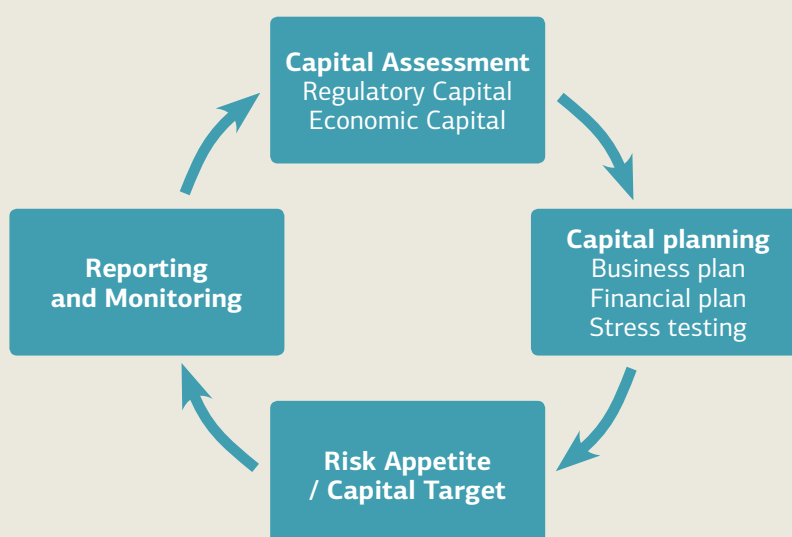 Capital Assessment
Regulatory Capital
Economic Capital
Capital planning
Business plan
Financial plan
Stress testing
Reporting
and Monitoring
Risk Appetite
/ Capital Target